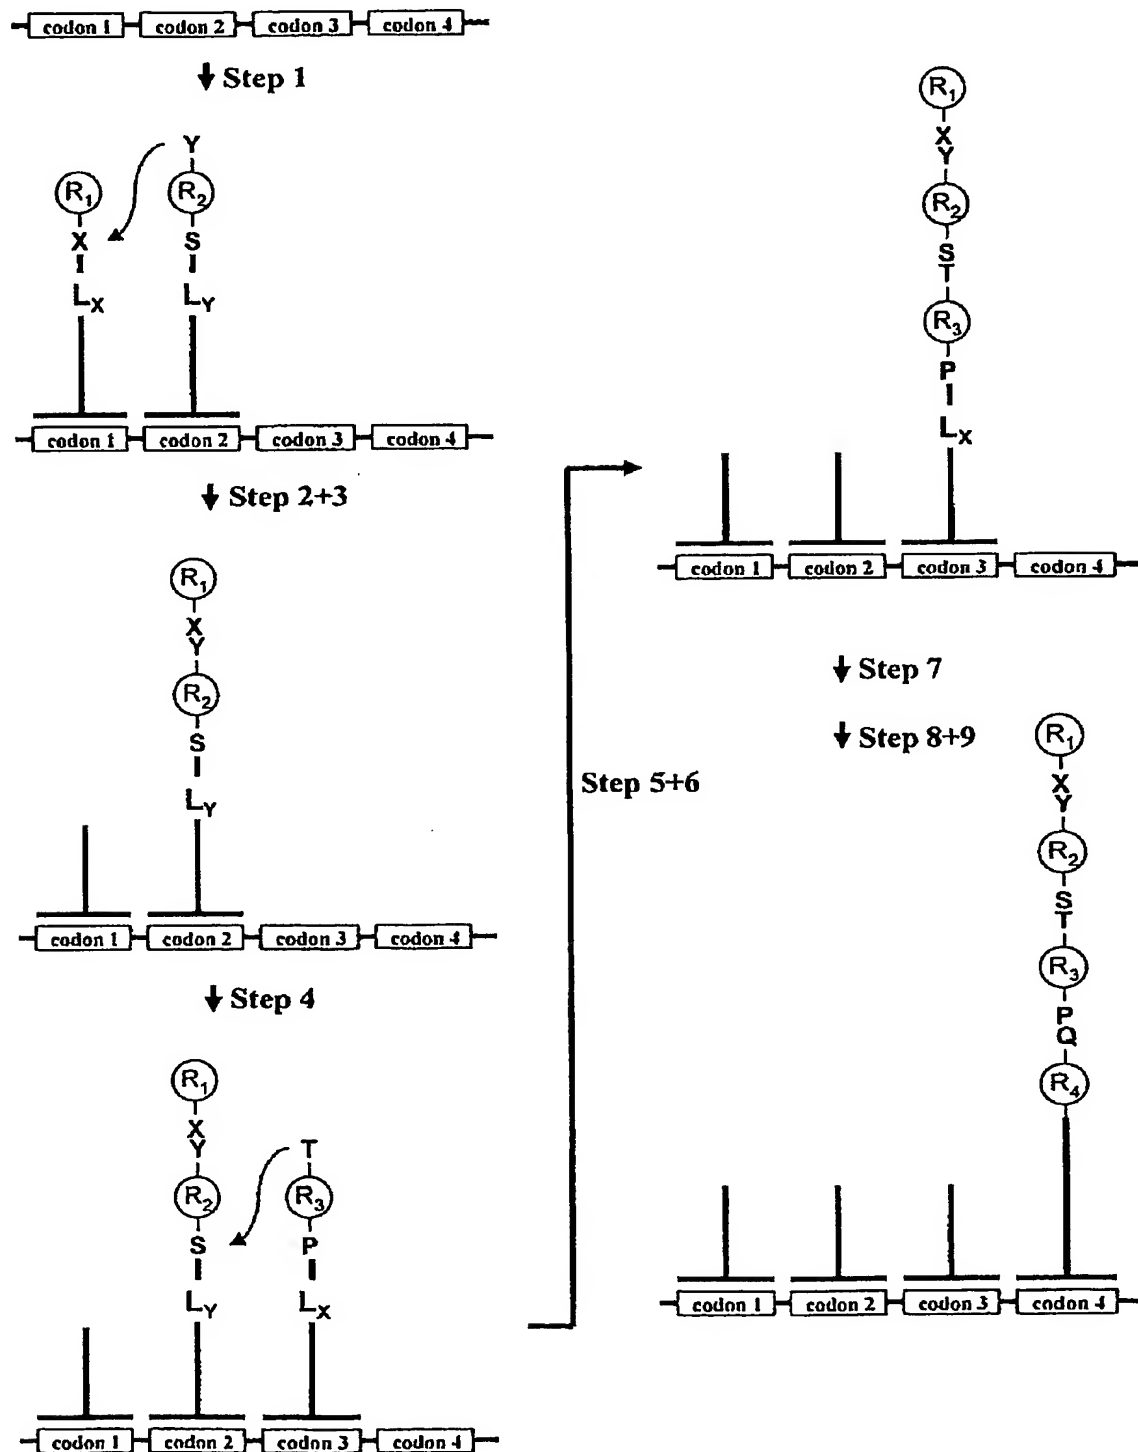 codon 1 codon 2 codon 3 codon 4
Step 1
Y
R1 R2
X S
LX LY
codon 1 codon 2 codon 3 codon 4
Step 2+3
R1
X
Y
R2
S
LY
codon 1 codon 2 codon 3 codon 4
Step 4
R1
X
Y T
R2 R3
S P
LY LX
codon 1 codon 2 codon 3 codon 4
Step 5+6
R1
X
Y
R2
S
T
R3
P
LX
codon 1 codon 2 codon 3 codon 4
Step 7
Step 8+9
R1
X
Y
R2
S
T
R3
P
Q
R4
codon 1 codon 2 codon 3 codon 4